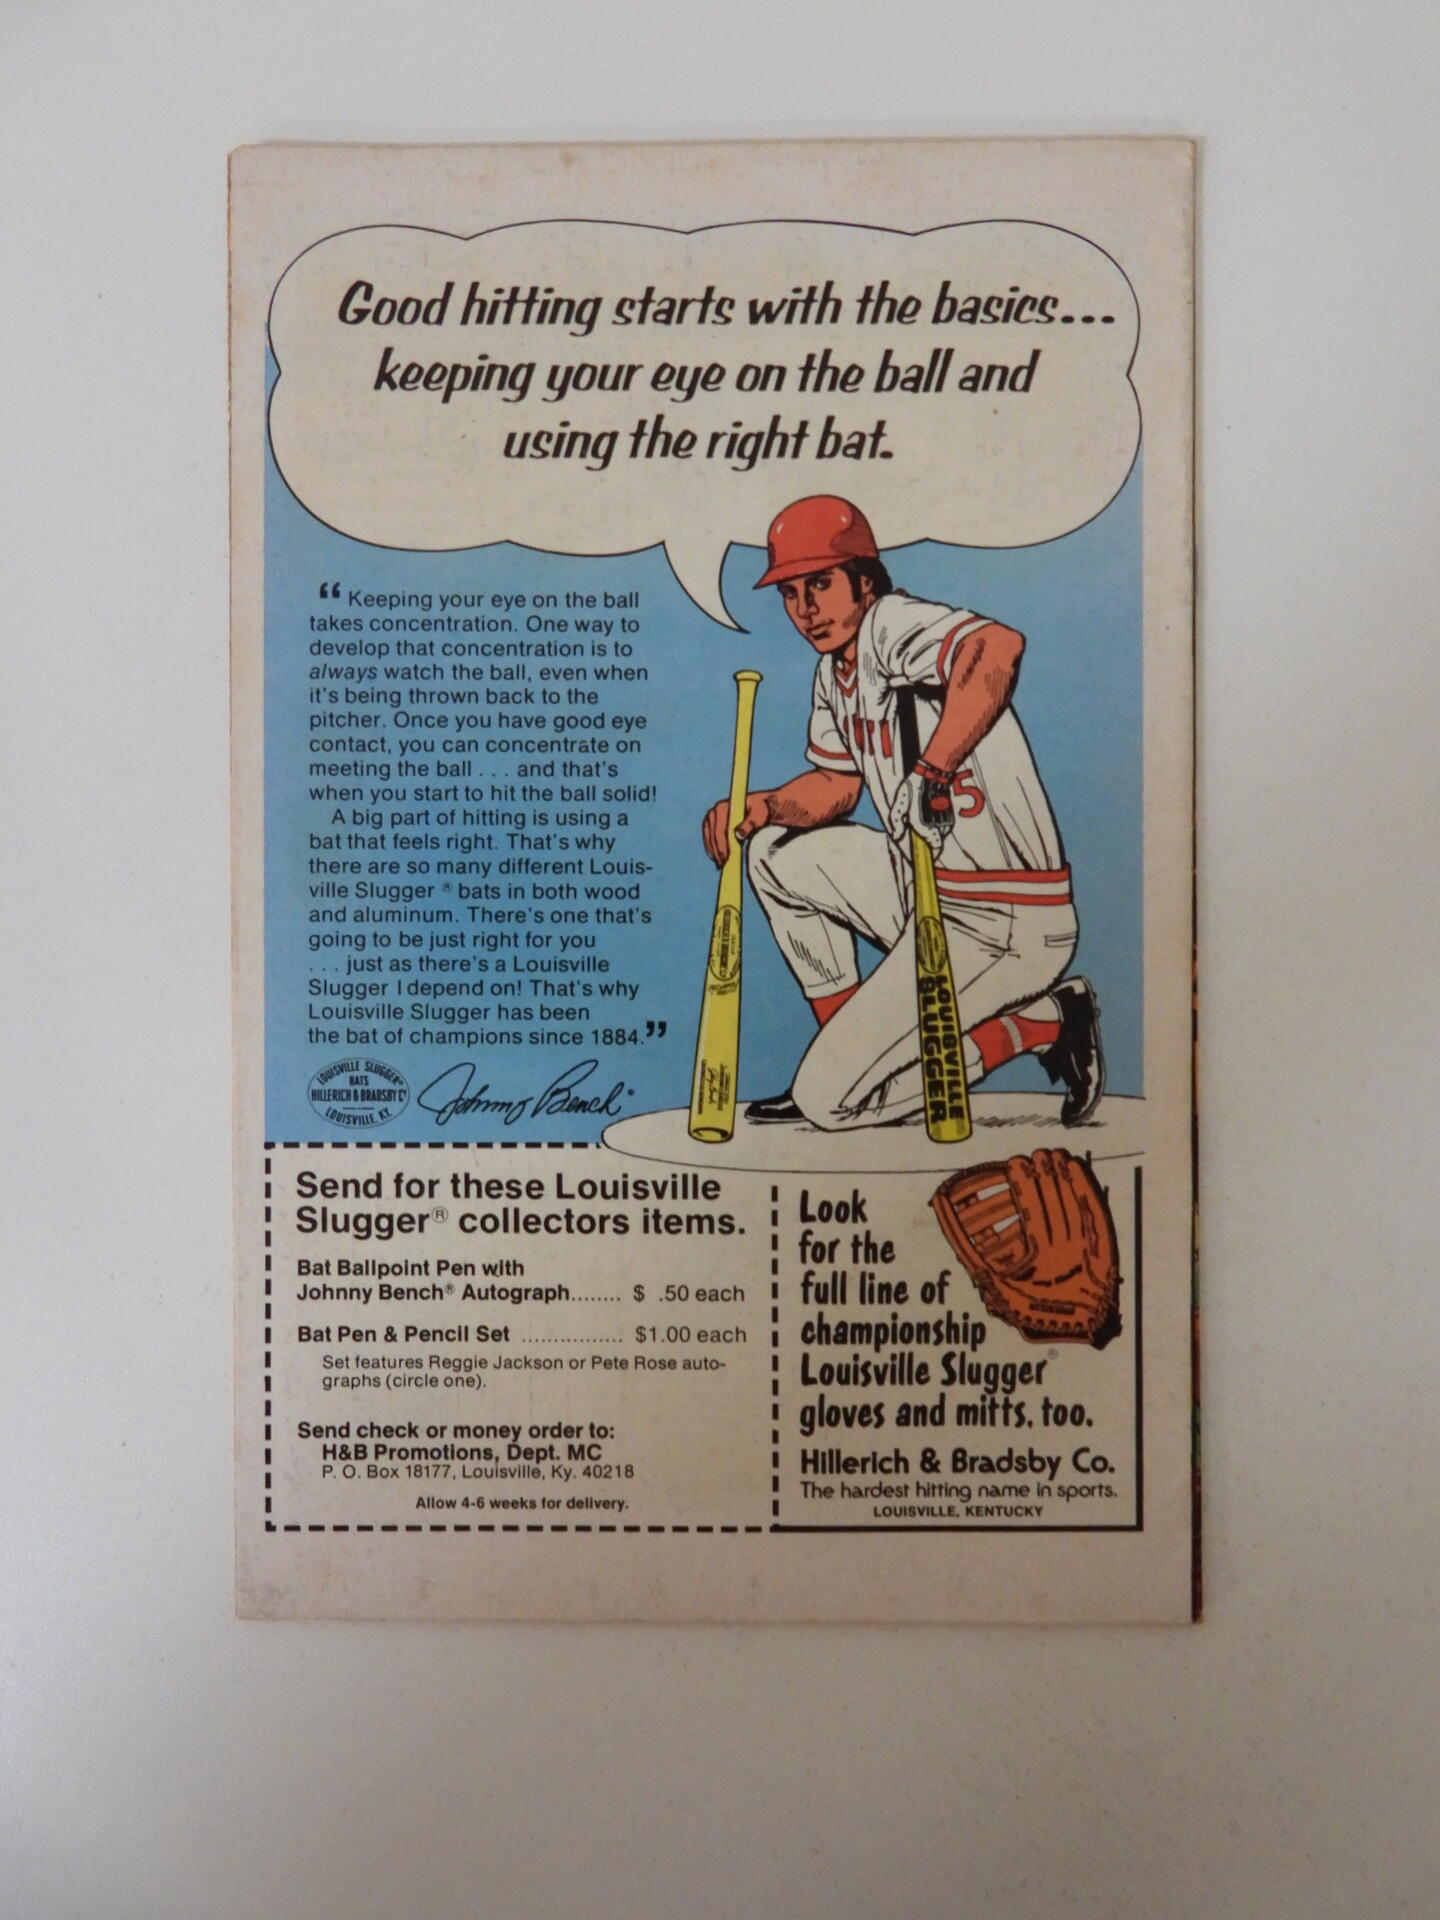 Good hitting starts with the basics...
keeping your eye on the ball and
using the right bat.
“Keeping your eye on the ball
takes concentration. One way to
develop that concentration is to
always watch the ball, even when
it's being thrown back to the
pitcher. Once you have good eye
contact, you can concentrate on
meeting the ball . . . and that's
when you start to hit the ball solid!
A big part of hitting is using a
bat that feels right. That's why
there are so many different Louis-
ville Slugger® bats in both wood
and aluminum. There's one that's
going to be just right for you
. . . just as there's a Louisville
Slugger I depend on! That's why
Louisville Slugger has been
the bat of champions since 1884.”
LOUISVILLE SLUGGER®
BATS
HILLERICH & BRADSBY Cº
LOUISVILLE, KY.
Johnny Bench
5
LOUISVILLE
SLUGGER
Send for these Louisville
Slugger® collectors items.
Bat Ballpoint Pen with
Johnny Bench® Autograph........ $ .50 each
Bat Pen & Pencil Set ................ $1.00 each
Set features Reggie Jackson or Pete Rose auto-
graphs (circle one).
Send check or money order to:
H&B Promotions, Dept. MC
P. O. Box 18177, Louisville, Ky. 40218
Allow 4-6 weeks for delivery.
Look
for the
full line of
championship
Louisville Slugger®
gloves and mitts, too.
Hillerich & Bradsby Co.
The hardest hitting name in sports.
LOUISVILLE, KENTUCKY